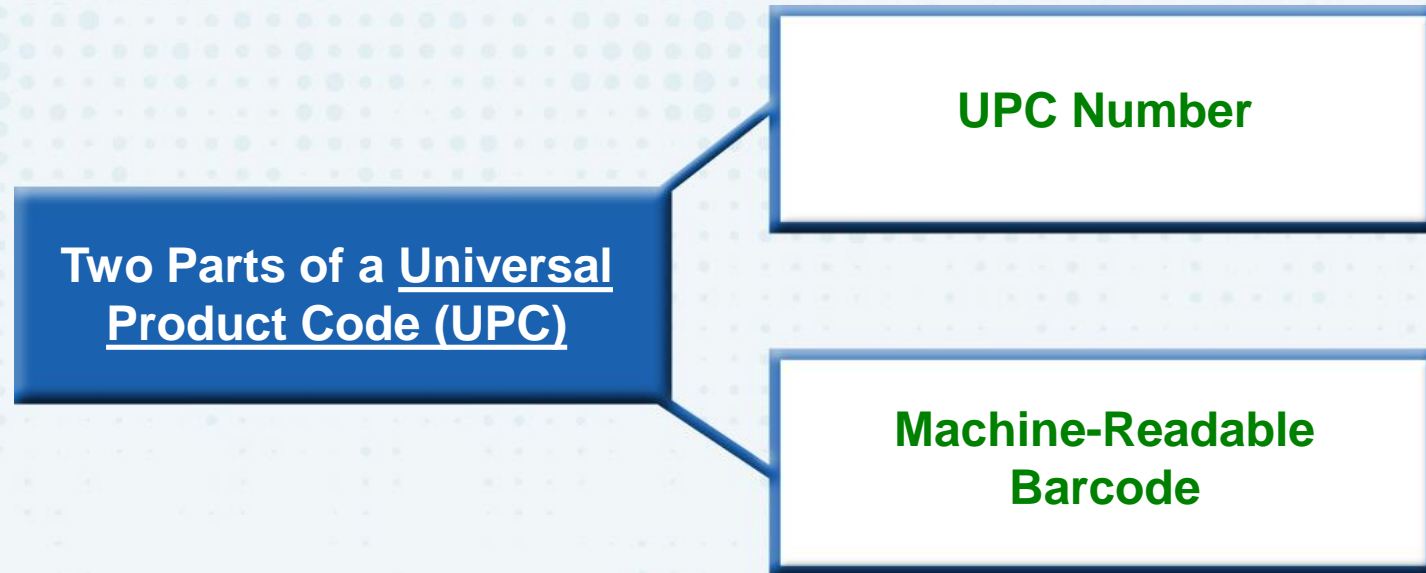 Two Parts of a Universal
Product Code (UPC)
UPC Number
Machine-Readable
Barcode